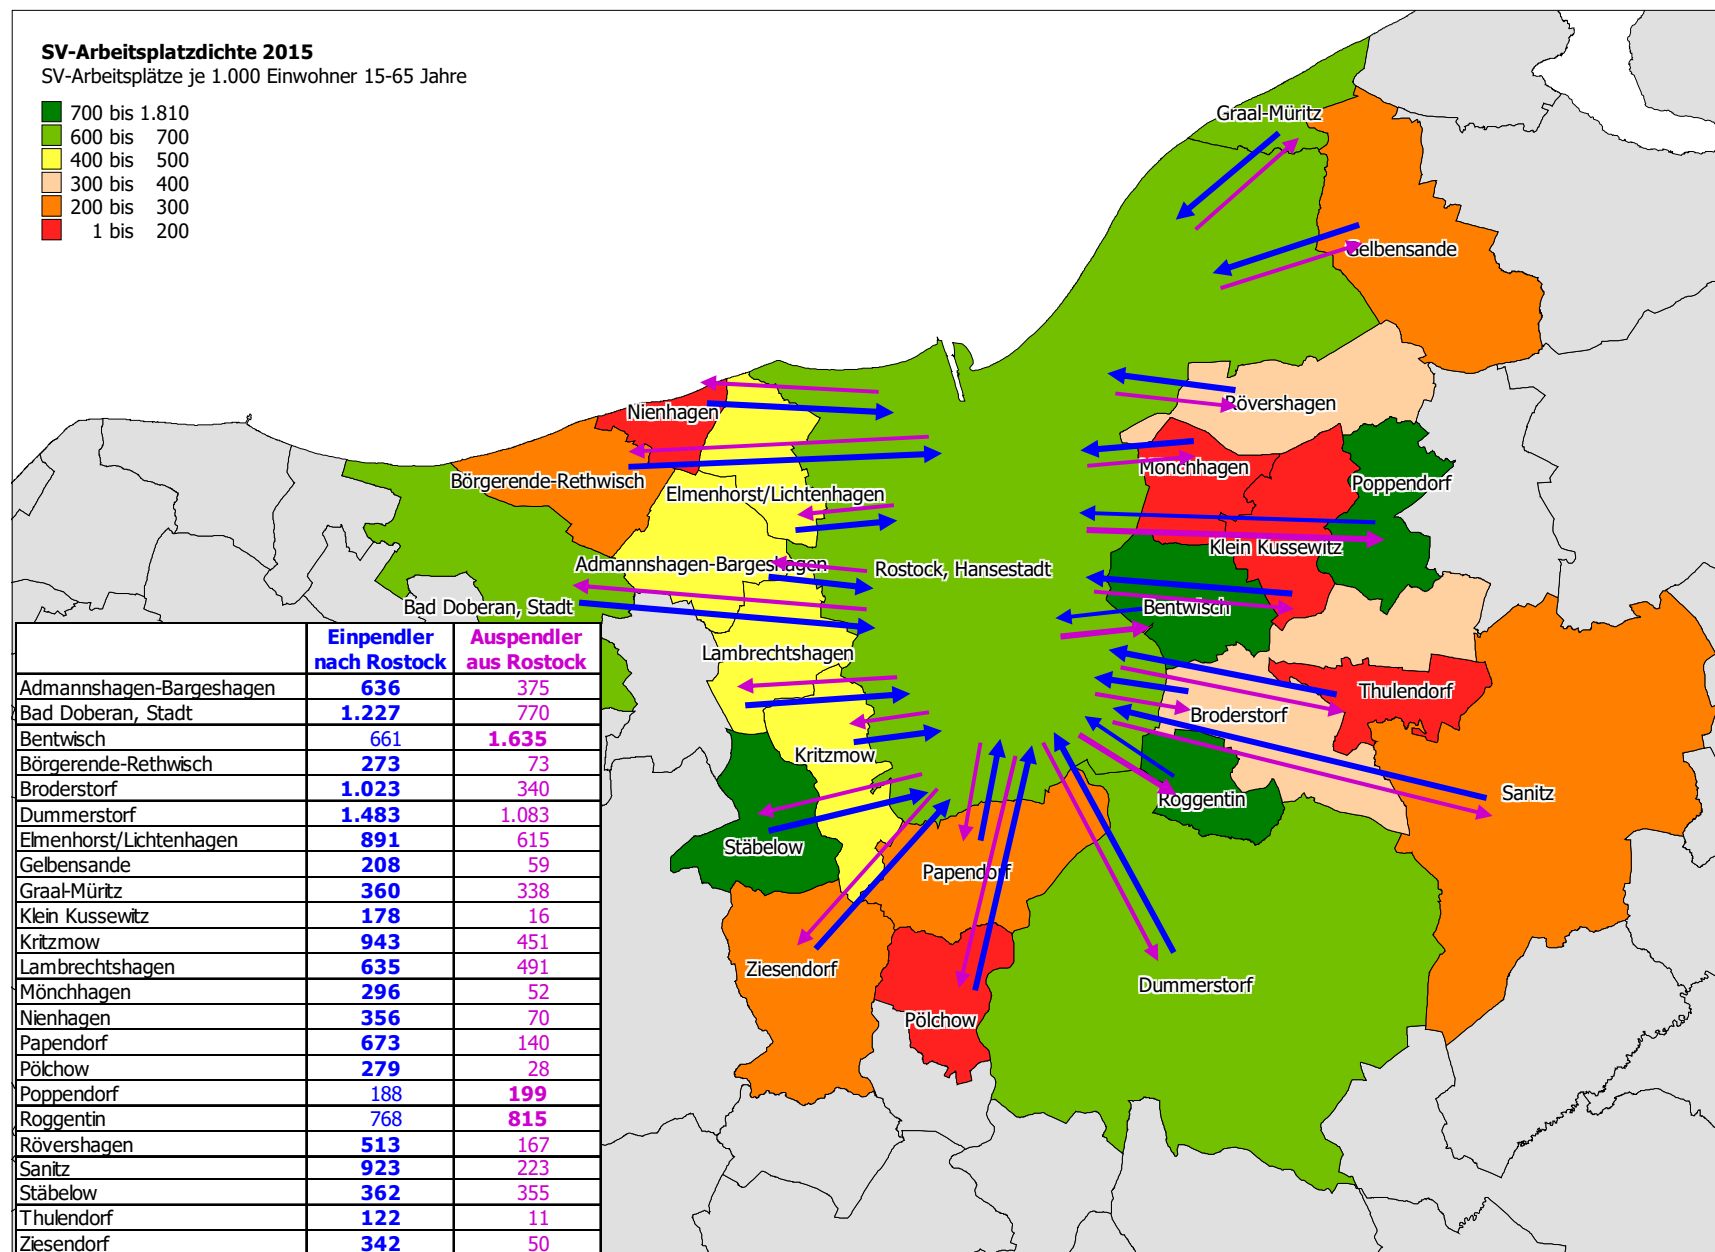 SV-Arbeitsplatzdichte 2015
SV-Arbeitsplätze je 1.000 Einwohner 15-65 Jahre
700 bis 1.810
600 bis 700
400 bis 500
300 bis 400
200 bis 300
1 bis 200
Graal-Müritz
Gelbensande
Nienhagen
Rövershagen
Börgerende-Rethwisch
Elmenhorst/Lichtenhagen
Mönchhagen
Poppendorf
Klein Kussewitz
Admannshagen-Bargeshagen
Rostock, Hansestadt
Bad Doberan, Stadt
Bentwisch
Lambrechtshagen
Thulendorf
Broderstorf
Kritzmow
Sanitz
Roggentin
Stäbelow
Papendorf
Ziesendorf
Dummerstorf
Pölchow
Einpendler nach Rostock Auspendler aus Rostock
Admannshagen-Bargeshagen 636 375
Bad Doberan, Stadt 1.227 770
Bentwisch 661 1.635
Börgerende-Rethwisch 273 73
Broderstorf 1.023 340
Dummerstorf 1.483 1.083
Elmenhorst/Lichtenhagen 891 615
Gelbensande 208 59
Graal-Müritz 360 338
Klein Kussewitz 178 16
Kritzmow 943 451
Lambrechtshagen 635 491
Mönchhagen 296 52
Nienhagen 356 70
Papendorf 673 140
Pölchow 279 28
Poppendorf 188 199
Roggentin 768 815
Rövershagen 513 167
Sanitz 923 223
Stäbelow 362 355
Thulendorf 122 11
Ziesendorf 342 50